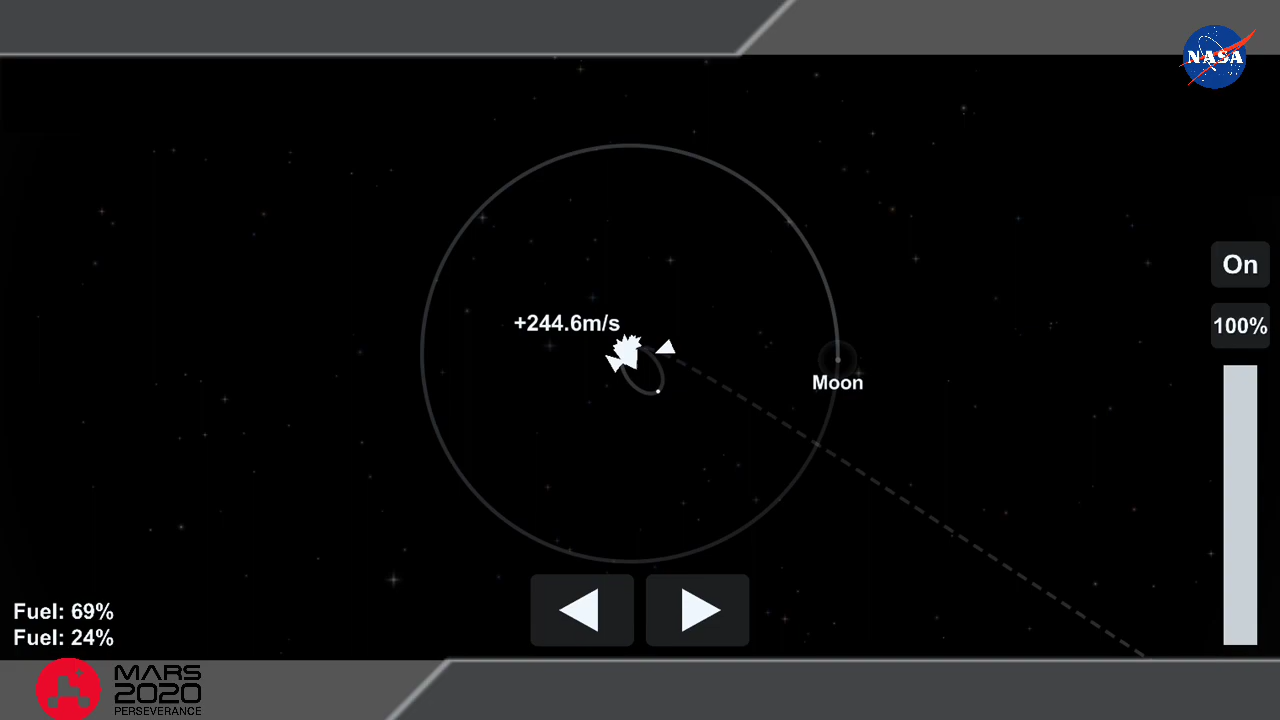 NASA
On
+244.6m/s
100%
Moon
Fuel: 69%
Fuel: 24%
MARS
2020
PERSEVERANCE